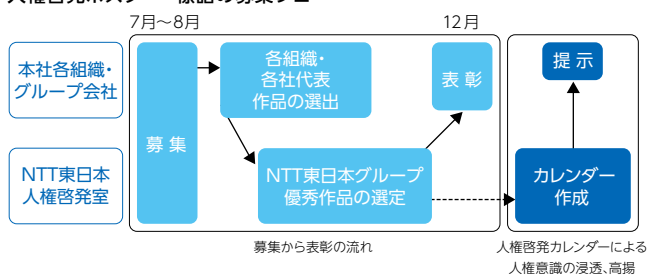 7月～8月
12月
本社各組織・
グループ会社
各組織・
各社代表
作品の選出
表 彰
提 示
募 集
NTT東日本
人権啓発室
NTT東日本グループ
優秀作品の選定
カレンダー
作成
募集から表彰の流れ
人権啓発カレンダーによる
人権意識の浸透、高揚